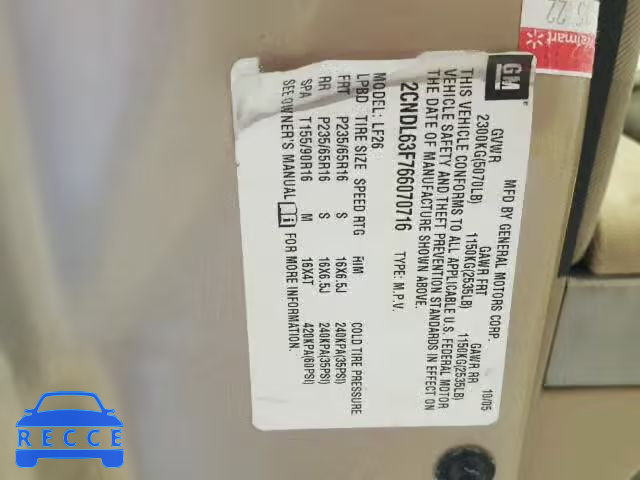 GM
MFD BY GENERAL MOTORS CORP. 10/05
GVWR GAWR FRT GAWR RR
2300KG(5070LB) 1150KG(2535LB) 1150KG(2535LB)
THIS VEHICLE CONFORMS TO ALL APPLICABLE U.S. FEDERAL MOTOR
VEHICLE SAFETY AND THEFT PREVENTION STANDARDS IN EFFECT ON
THE DATE OF MANUFACTURE SHOWN ABOVE.
2CNDL63F766070716 TYPE: M.P.V.
MODEL: LF26
LPBD TIRE SIZE SPEED RTG RIM COLD TIRE PRESSURE
FRT P235/65R16 S 16X6.5J 240KPA(35PSI)
RR P235/65R16 S 16X6.5J 240KPA(35PSI)
SPA T155/90R16 M 16X4T 420KPA(60PSI)
SEE OWNER'S MANUAL i FOR MORE INFORMATION.
Walmart
22
RECCE